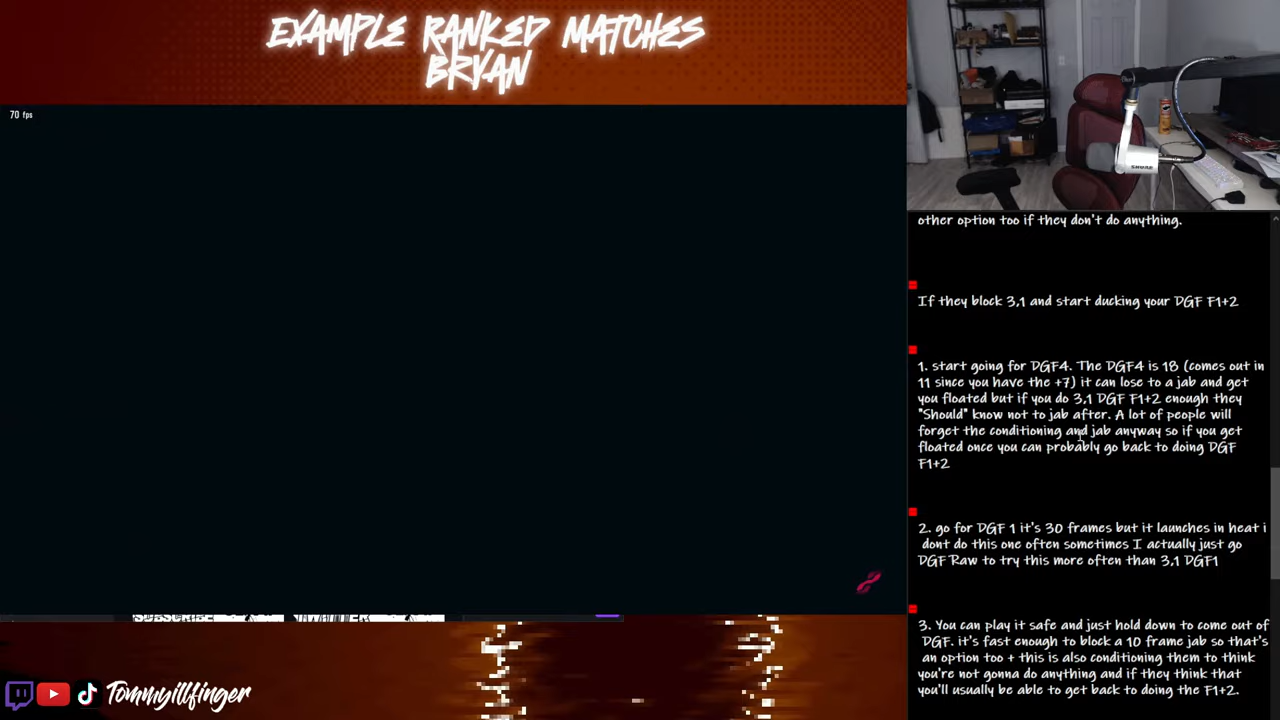 EXAMPLE RANKED MATCHES
BRYAN
70 fps
SHURE
other option too if they don't do anything.
If they block 3,1 and start ducking your DGF F1+2
1. start going for DGF4. The DGF4 is 18 (comes out in
11 since you have the +7) it can lose to a jab and get
you floated but if you do 3,1 DGF F1+2 enough they
"Should" know not to jab after. A lot of people will
forget the conditioning and jab anyway so if you get
floated once you can probably go back to doing DGF
F1+2
2. go for DGF 1 it's 30 frames but it launches in heat i
dont do this one often sometimes I actually just go
DGF Raw to try this more often than 3,1 DGF1
3. You can play it safe and just hold down to come out of
DGF. it's fast enough to block a 10 frame jab so that's
an option too + this is also conditioning them to think
you're not gonna do anything and if they think that
you'll usually be able to get back to doing the F1+2.
Tommyillfinger